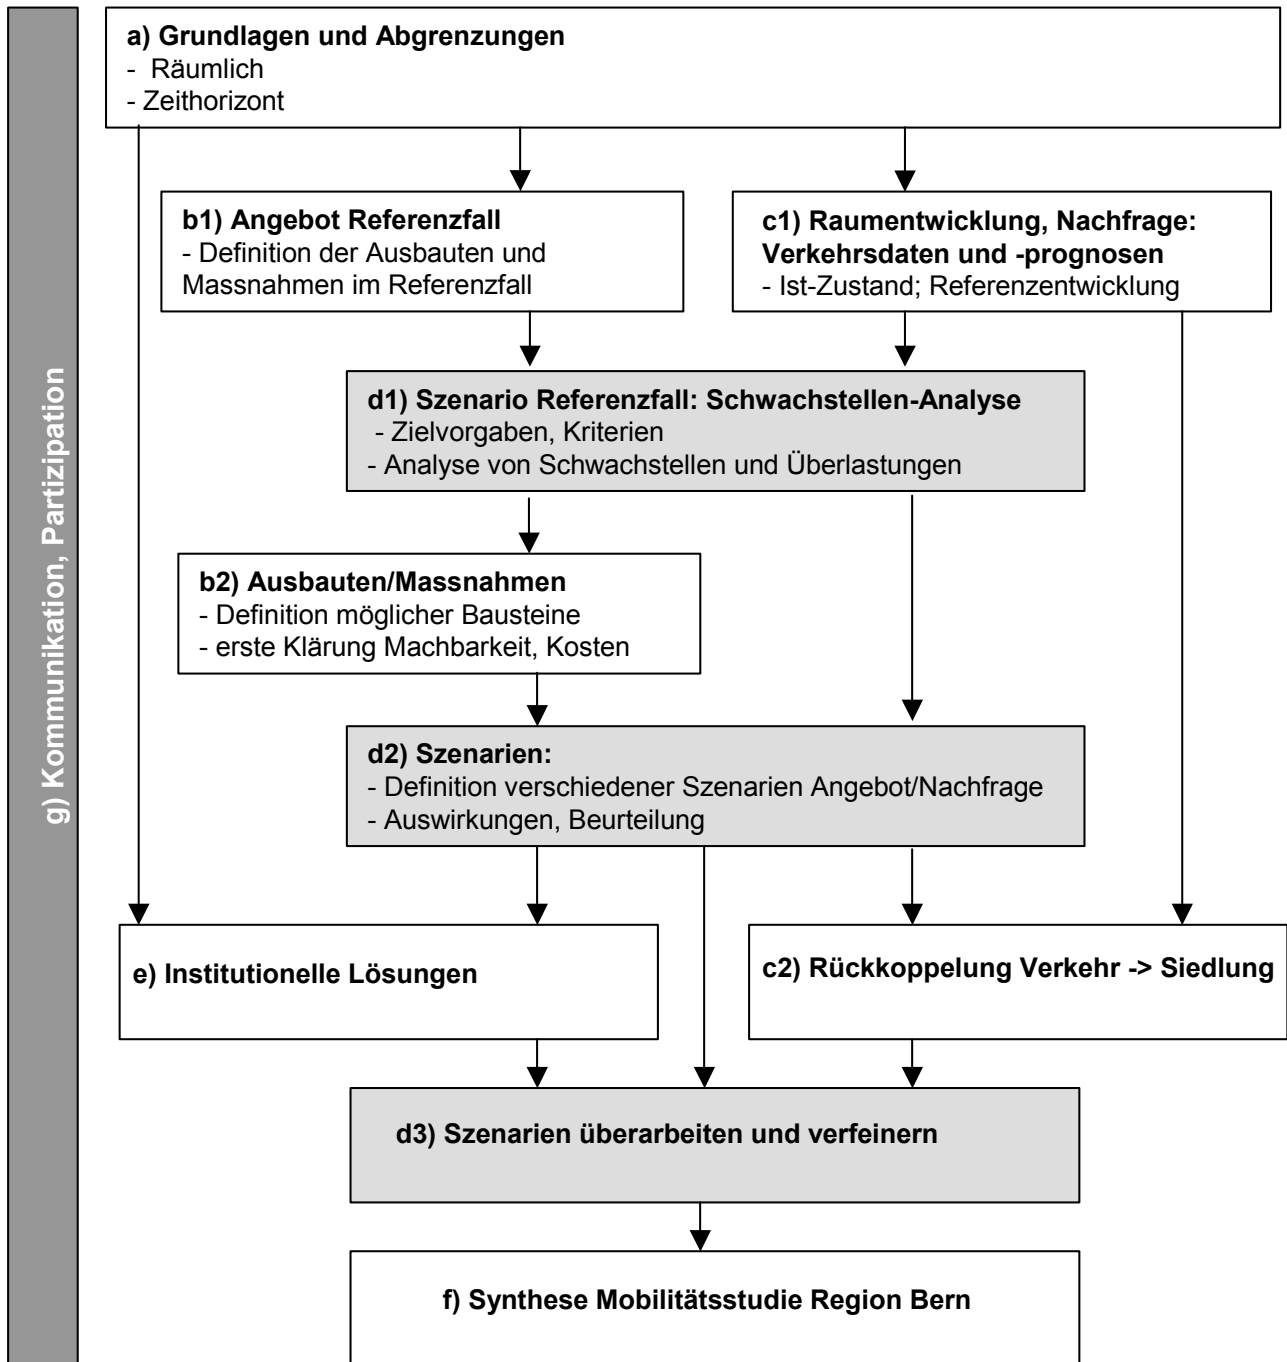 g) Kommunikation, Partizipation
a) Grundlagen und Abgrenzungen
- Räumlich
- Zeithorizont
b1) Angebot Referenzfall
- Definition der Ausbauten und
Massnahmen im Referenzfall
c1) Raumentwicklung, Nachfrage:
Verkehrsdaten und -prognosen
- Ist-Zustand; Referenzentwicklung
d1) Szenario Referenzfall: Schwachstellen-Analyse
- Zielvorgaben, Kriterien
- Analyse von Schwachstellen und Überlastungen
b2) Ausbauten/Massnahmen
- Definition möglicher Bausteine
- erste Klärung Machbarkeit, Kosten
d2) Szenarien:
- Definition verschiedener Szenarien Angebot/Nachfrage
- Auswirkungen, Beurteilung
e) Institutionelle Lösungen
c2) Rückkoppelung Verkehr -> Siedlung
d3) Szenarien überarbeiten und verfeinern
f) Synthese Mobilitätsstudie Region Bern